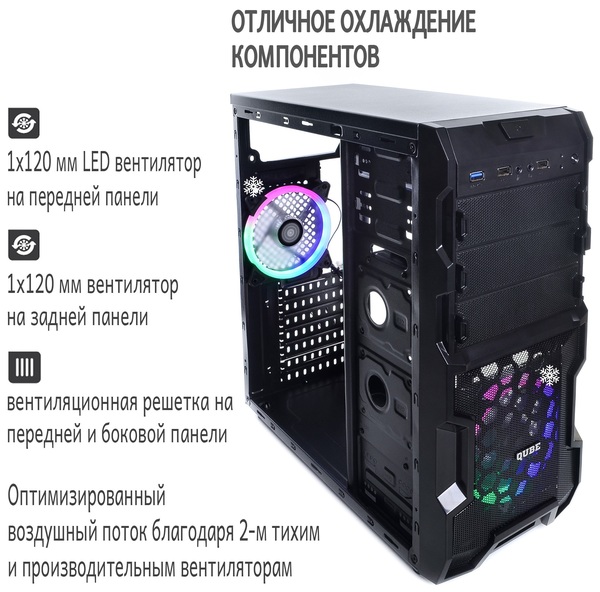 ОТЛИЧНОЕ ОХЛАЖДЕНИЕ
КОМПОНЕНТОВ
1x120 мм LED вентилятор
на передней панели
1x120 мм вентилятор
на задней панели
вентиляционная решетка на
передней и боковой панели
Оптимизированный
воздушный поток благодаря 2-м тихим
и производительным вентиляторам
QUBE